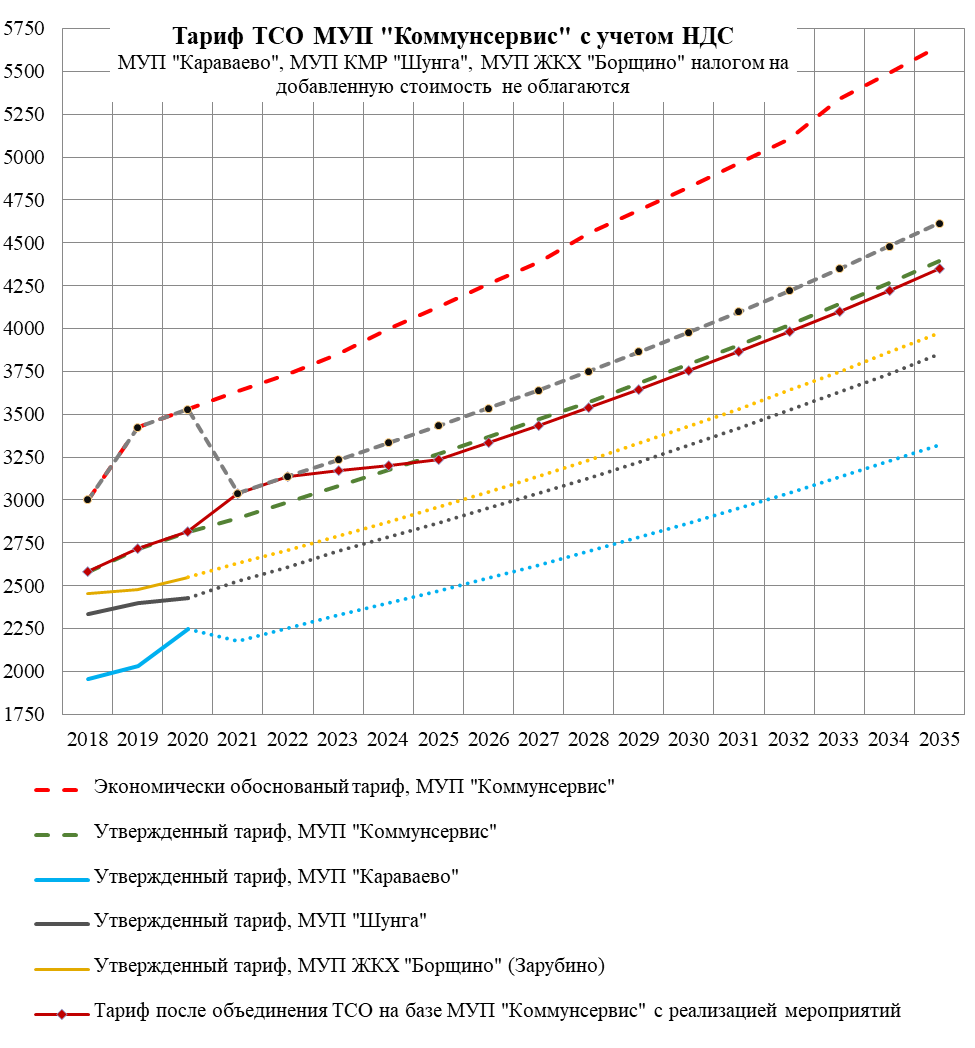 Тариф ТСО МУП "Коммунсервис" с учетом НДС
МУП "Караваево", МУП КМР "Шунга", МУП ЖКХ "Борщино" налогом на
добавленную стоимость не облагаются
5750
5500
5250
5000
4750
4500
4250
4000
3750
3500
3250
3000
2750
2500
2250
2000
1750
2018 2019 2020 2021 2022 2023 2024 2025 2026 2027 2028 2029 2030 2031 2032 2033 2034 2035
Экономически обоснованый тариф, МУП "Коммунсервис"
Утвержденный тариф, МУП "Коммунсервис"
Утвержденный тариф, МУП "Караваево"
Утвержденный тариф, МУП "Шунга"
Утвержденный тариф, МУП ЖКХ "Борщино" (Зарубино)
Тариф после объединения ТСО на базе МУП "Коммунсервис" с реализацией мероприятий